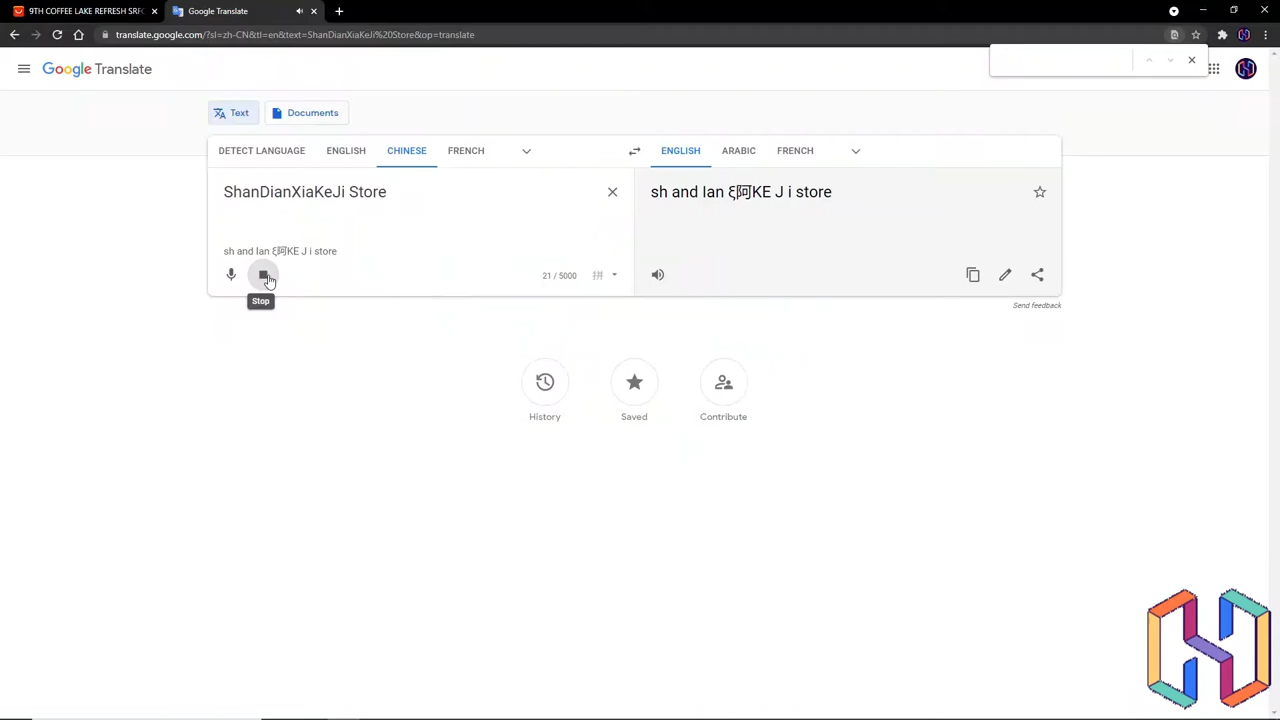 9TH COFFEE LAKE REFRESH SRF
Google Translate
translate.google.com/?sl=zh-CN&tl=en&text=ShanDianXiaKeJi%20Store&op=translate
Google Translate
Text
Documents
DETECT LANGUAGE
ENGLISH
CHINESE
FRENCH
ENGLISH
ARABIC
FRENCH
ShanDianXiaKeJi Store
sh and Ian ξ阿KE J i store
sh and Ian ξ阿KE J i store
21 / 5000
拼
Stop
Send feedback
History
Saved
Contribute